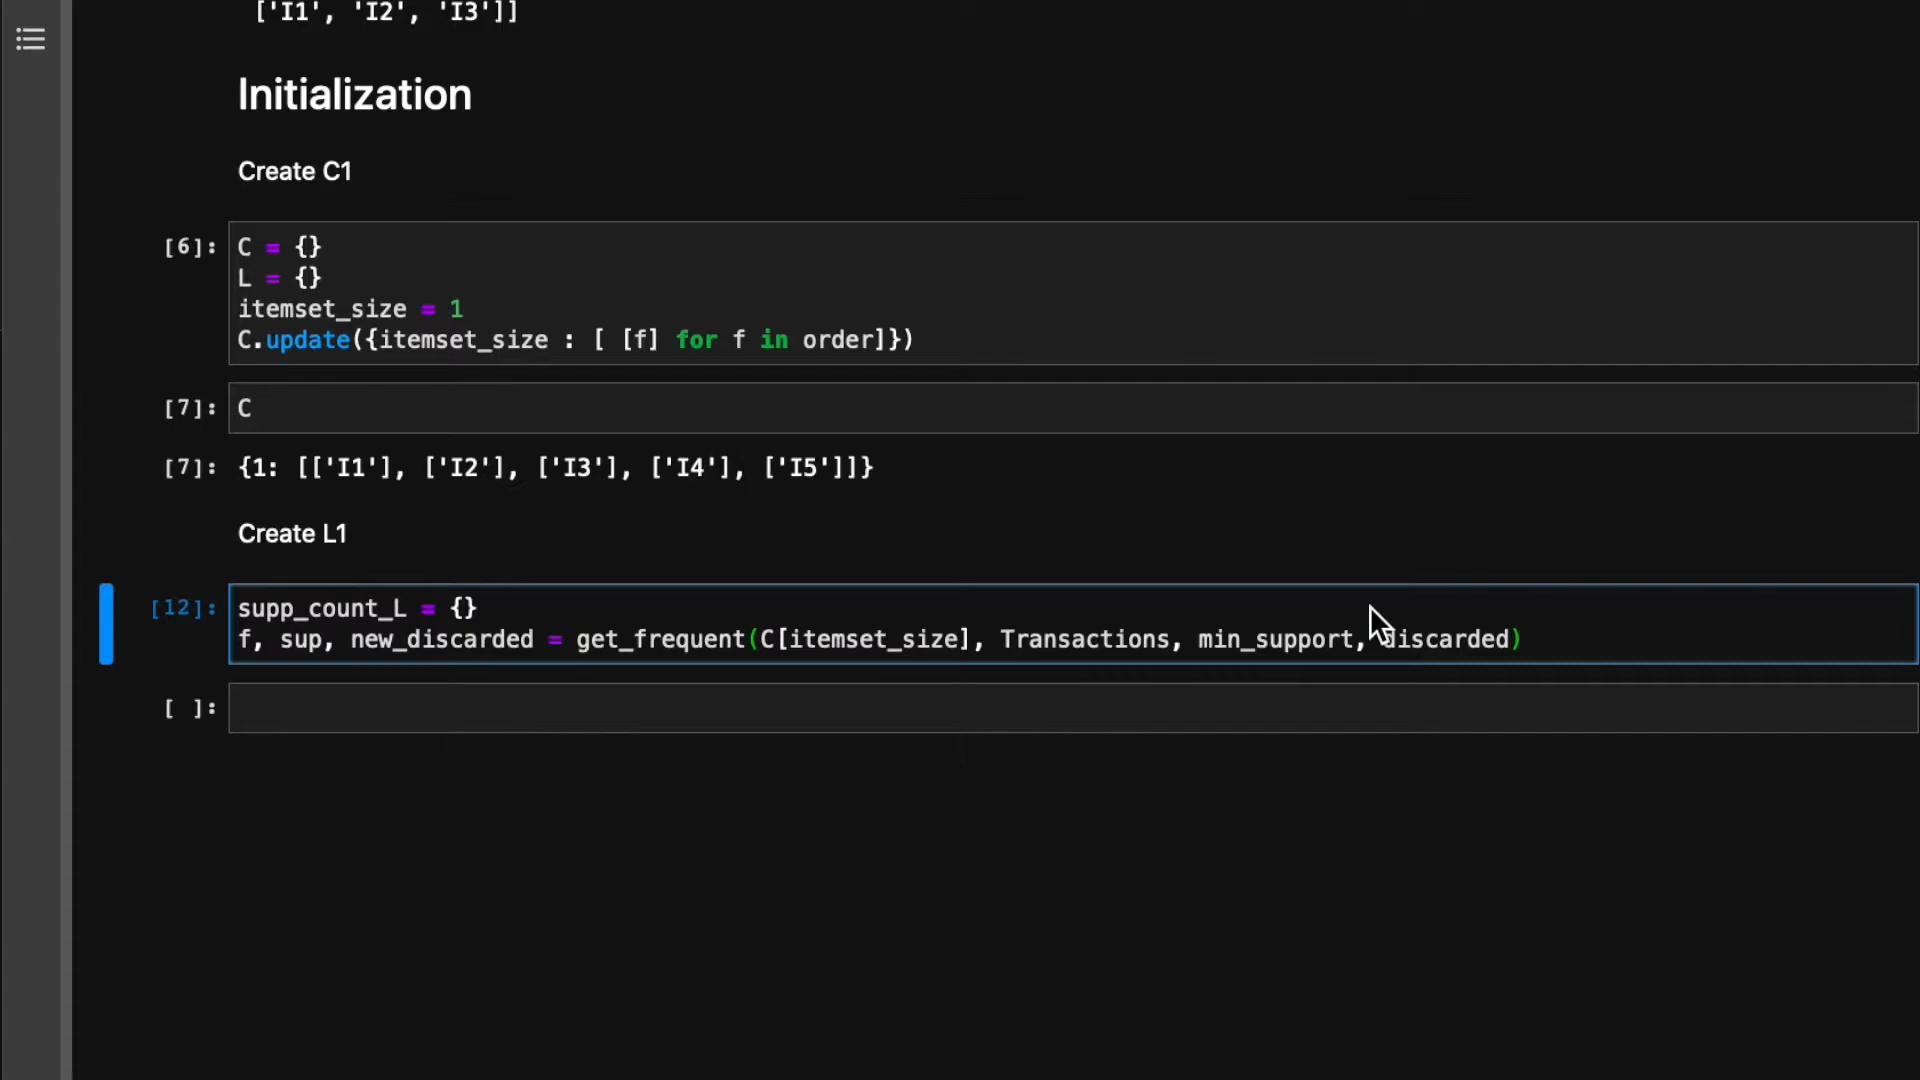 ['I1', 'I2', 'I3']]
Initialization
Create C1
[6]:
C = {}
L = {}
itemset_size = 1
C.update({itemset_size : [ [f] for f in order]})
[7]:
C
[7]:
{1: [['I1'], ['I2'], ['I3'], ['I4'], ['I5']]}
Create L1
[12]:
supp_count_L = {}
f, sup, new_discarded = get_frequent(C[itemset_size], Transactions, min_support, discarded)
[ ]: